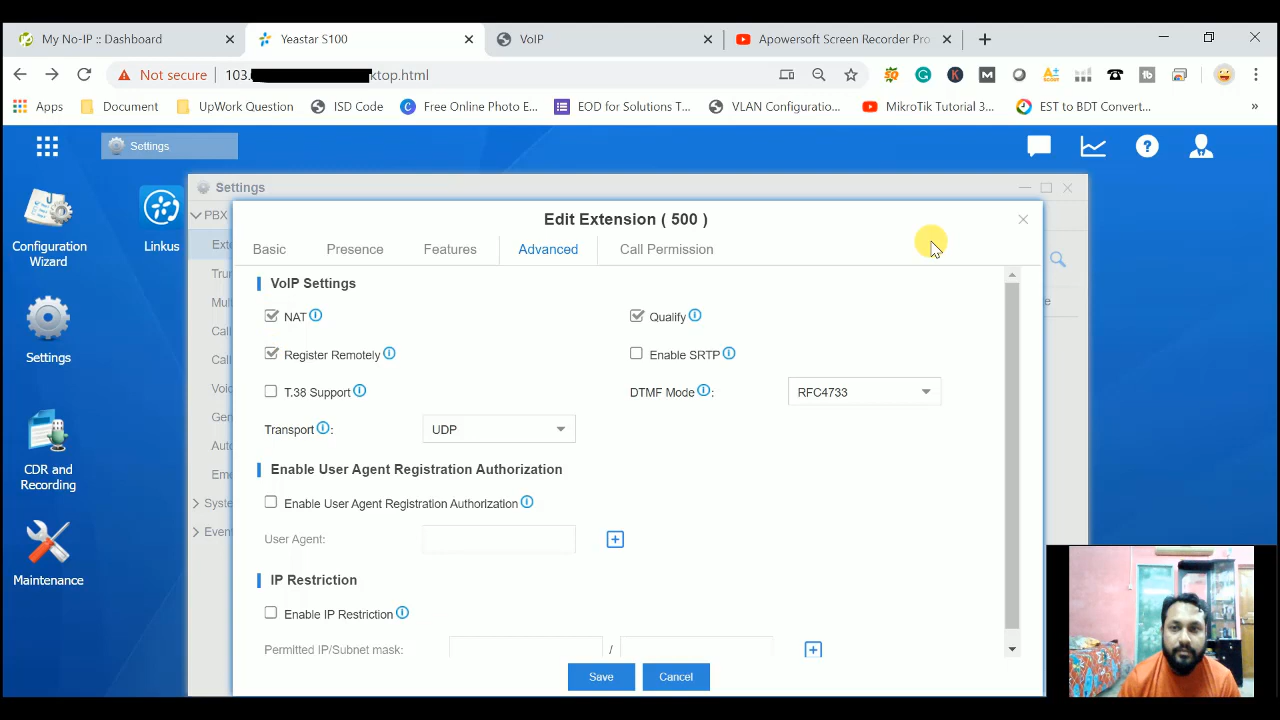 My No-IP :: Dashboard
Yeastar S100
VoIP
Apowersoft Screen Recorder Pro
Not secure
103.
ktop.html
Apps
Document
UpWork Question
ISD Code
Free Online Photo E...
EOD for Solutions T...
VLAN Configuratio...
MikroTik Tutorial 3...
EST to BDT Convert...
»
Settings
Configuration
Wizard
Linkus
Settings
CDR and
Recording
Maintenance
Settings
PBX
Exte
Tru
Mul
Call
Call
Voic
Gen
Auto
Eme
Syste
Event
Edit Extension ( 500 )
Basic
Presence
Features
Advanced
Call Permission
VoIP Settings
NAT
Qualify
Register Remotely
Enable SRTP
T.38 Support
DTMF Mode :
RFC4733
Transport :
UDP
Enable User Agent Registration Authorization
Enable User Agent Registration Authorization
User Agent:
IP Restriction
Enable IP Restriction
Permitted IP/Subnet mask:
/
Save
Cancel